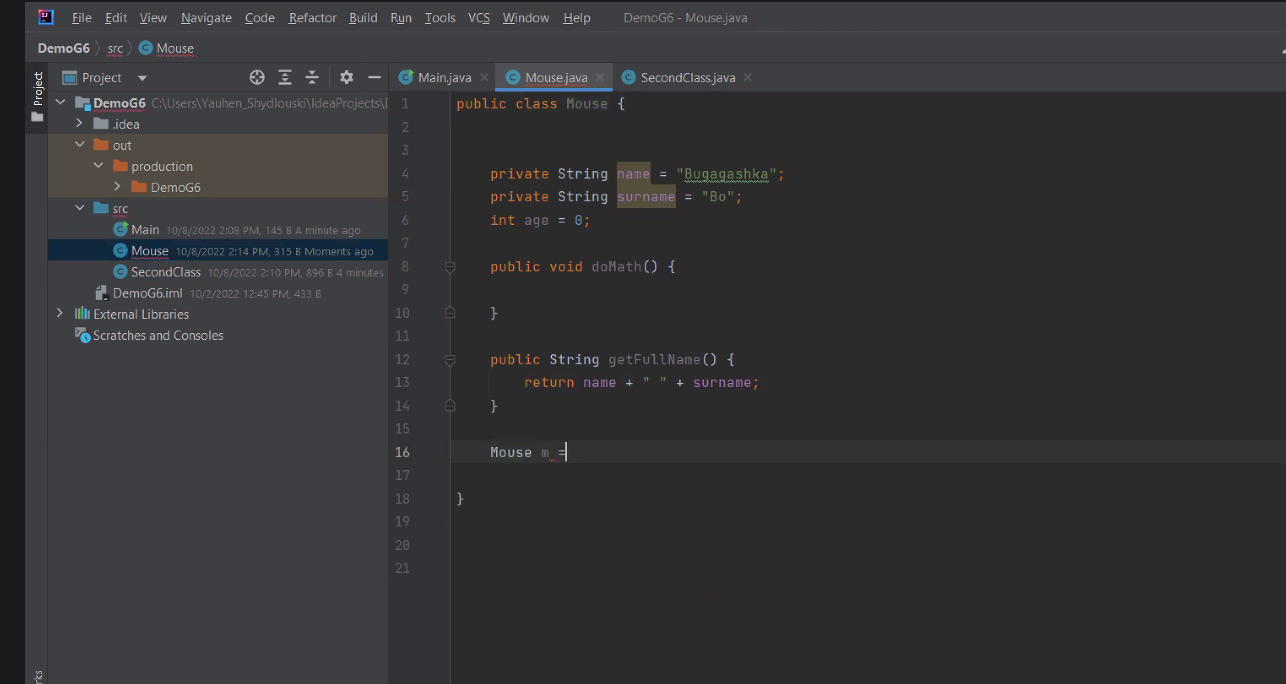 File Edit View Navigate Code Refactor Build Run Tools VCS Window Help DemoG6 - Mouse.java
DemoG6 src Mouse
Project Main.java Mouse.java SecondClass.java
Project
DemoG6 C:\Users\Yauhen_Shydlouski\IdeaProjects\
.idea
out
production
DemoG6
src
Main 10/8/2022 2:08 PM, 145 B A minute ago
Mouse 10/8/2022 2:14 PM, 315 B Moments ago
SecondClass 10/8/2022 2:10 PM, 896 B 4 minutes
DemoG6.iml 10/2/2022 12:45 PM, 433 B
External Libraries
Scratches and Consoles
1 public class Mouse {
2
3
4 private String name = "Bugagashka";
5 private String surname = "Bo";
6 int age = 0;
7
8 public void doMath() {
9
10 }
11
12 public String getFullName() {
13 return name + " " + surname;
14 }
15
16 Mouse m =
17
18 }
19
20
21